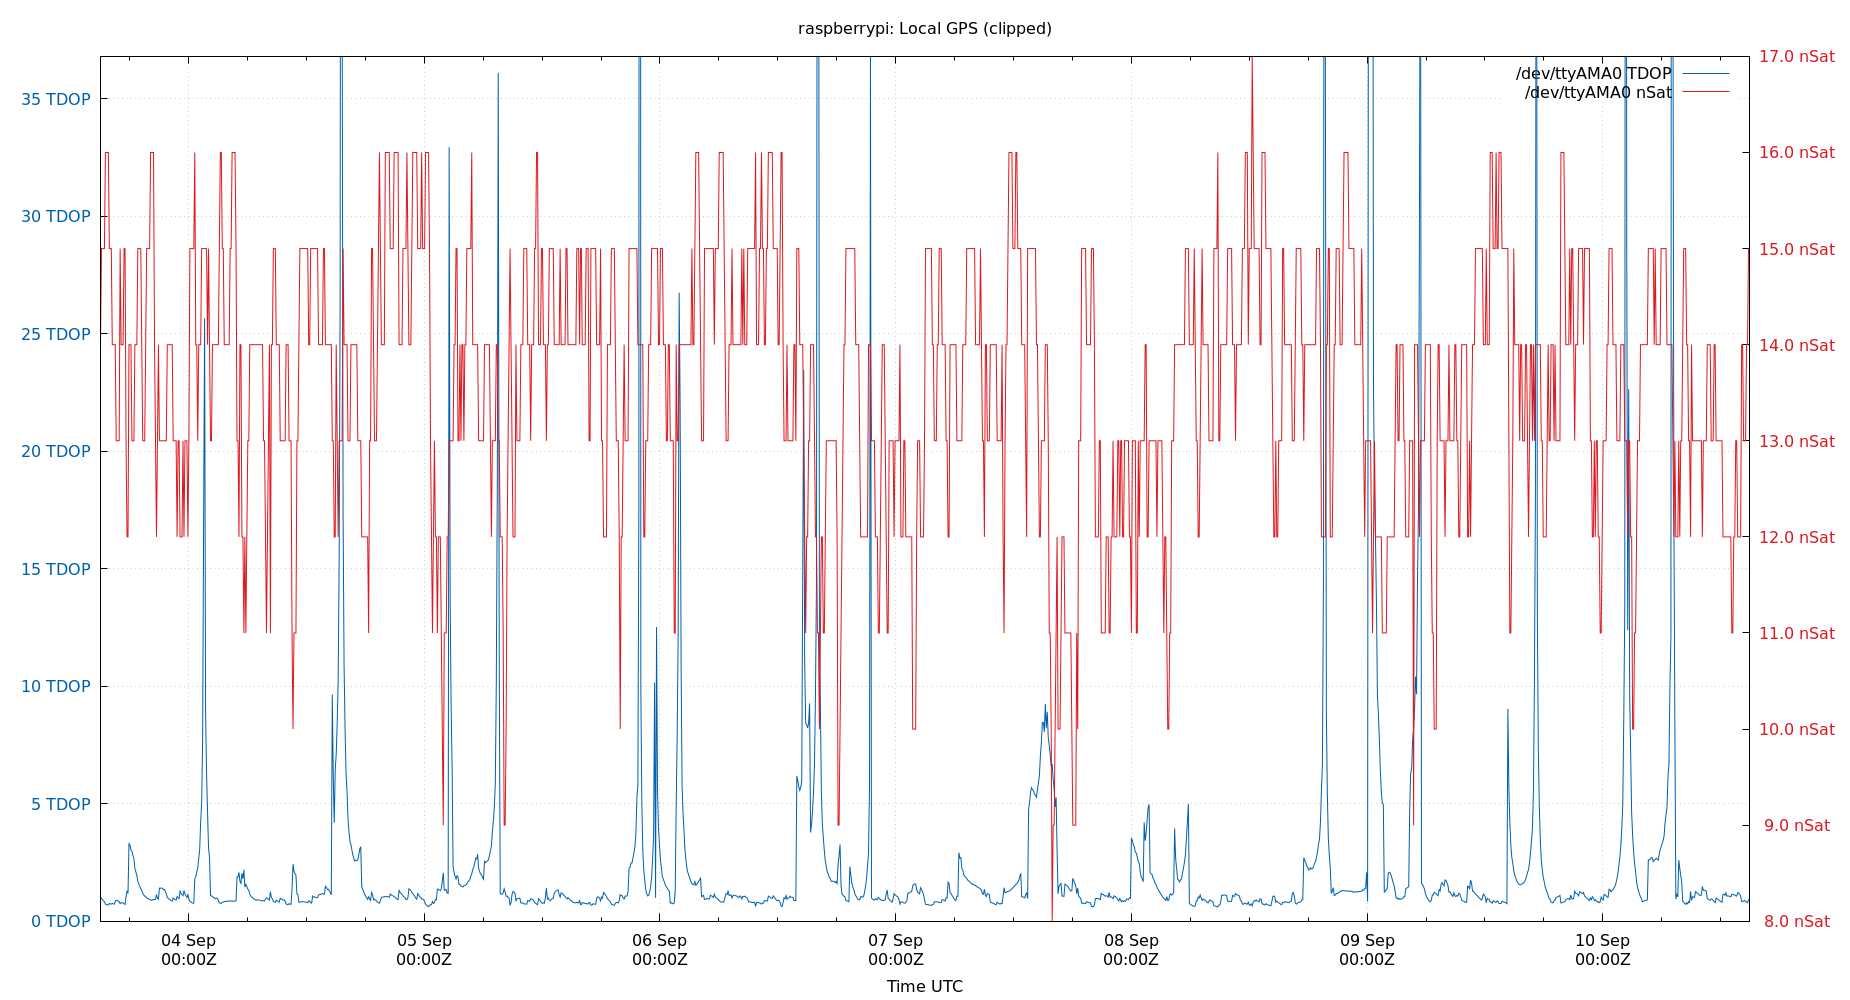 raspberrypi: Local GPS (clipped)
17.0 nSat
/dev/ttyAMA0 TDOP
/dev/ttyAMA0 nSat
35 TDOP
16.0 nSat
30 TDOP
15.0 nSat
25 TDOP
14.0 nSat
20 TDOP
13.0 nSat
15 TDOP
12.0 nSat
11.0 nSat
10 TDOP
10.0 nSat
5 TDOP
9.0 nSat
0 TDOP
8.0 nSat
04 Sep 05 Sep 06 Sep 07 Sep 08 Sep 09 Sep 10 Sep
00:00Z 00:00Z 00:00Z 00:00Z 00:00Z 00:00Z 00:00Z
Time UTC